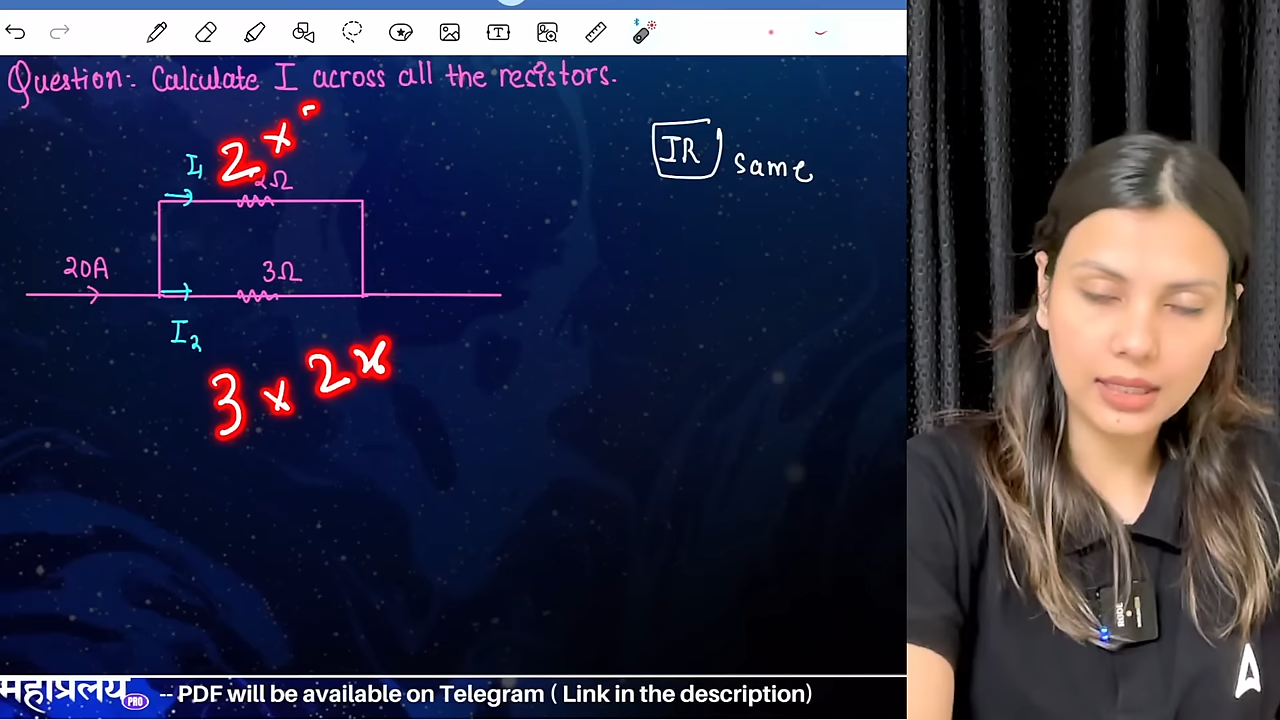 Question:- Calculate I across all the resistors.
IR
same
2 ×
I₁
2Ω
20A
3Ω
I₂
3 × 2x
महाप्रलय PRO -- PDF will be available on Telegram ( Link in the description)
RODE